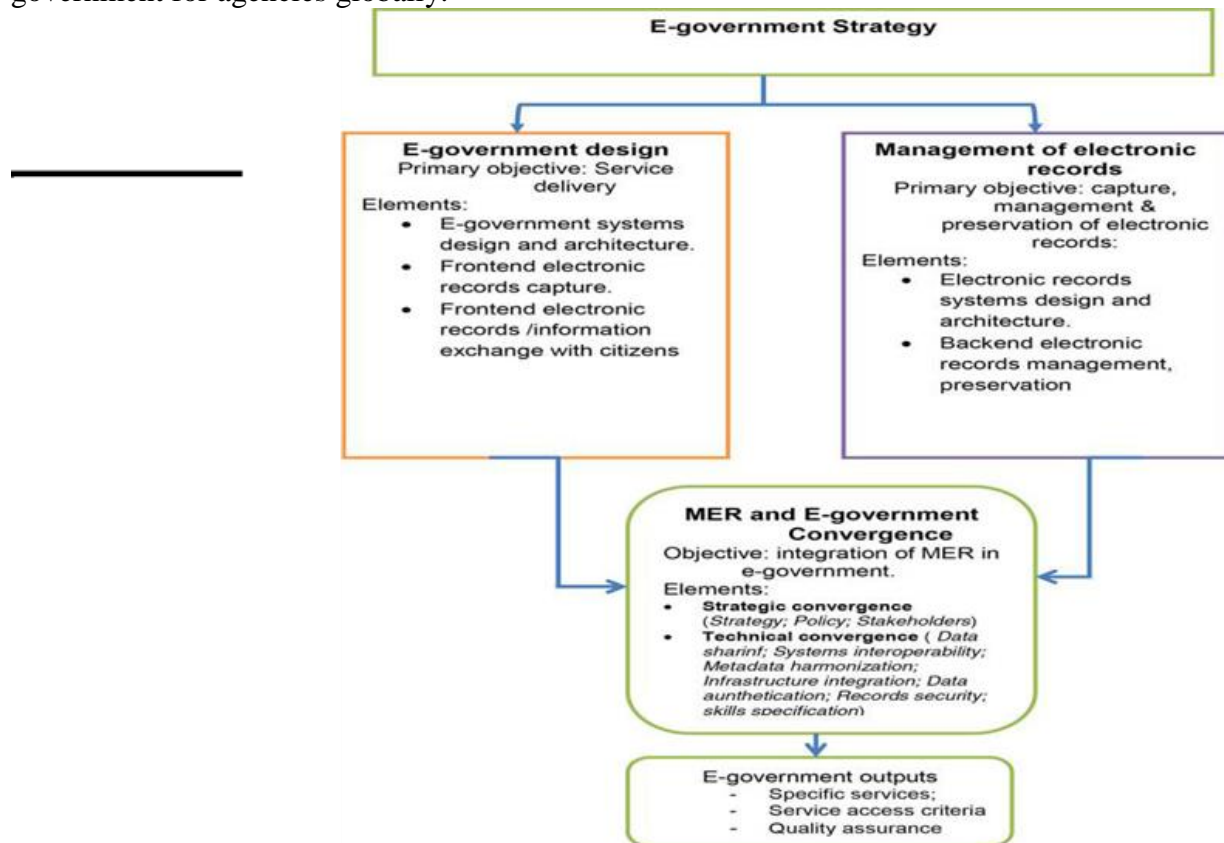 government for agencies globally.
E-government Strategy
E-government design
Primary objective: Service
delivery
Elements:
• E-government systems
design and architecture.
• Frontend electronic
records capture.
• Frontend electronic
records /information
exchange with citizens
Management of electronic
records
Primary objective: capture,
management &
preservation of electronic
records:
Elements:
• Electronic records
systems design and
architecture.
• Backend electronic
records management,
preservation
MER and E-government
Convergence
Objective: integration of MER in
e-government.
Elements:
• Strategic convergence
(Strategy; Policy; Stakeholders)
• Technical convergence ( Data
sharinf; Systems interoperability;
Metadata harmonization;
Infrastructure integration; Data
aunthetication; Records security;
skills specification)
E-government outputs
- Specific services;
- Service access criteria
- Quality assurance